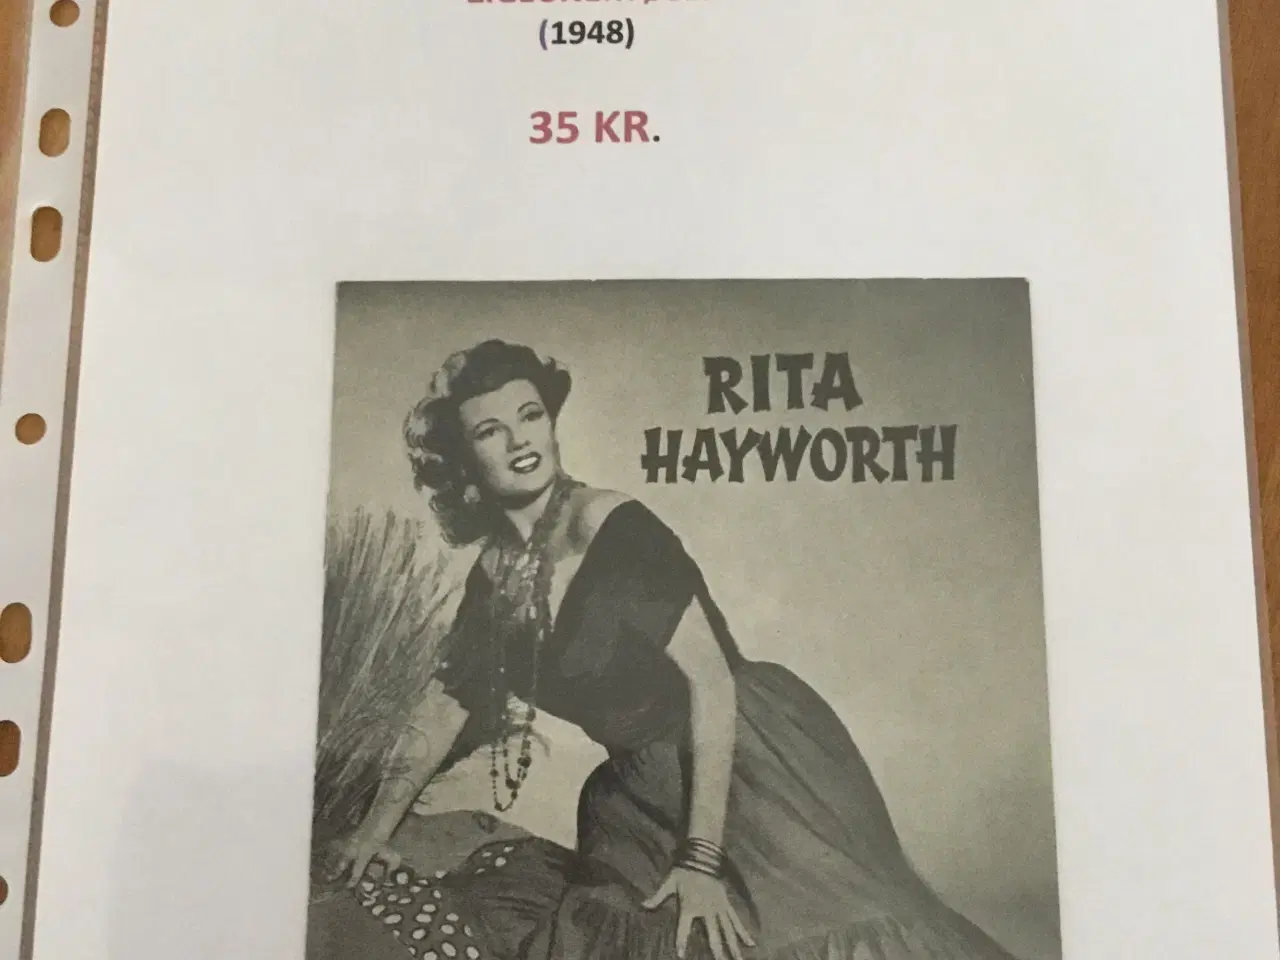 (1948)
35 KR.
RITA
HAYWORTH